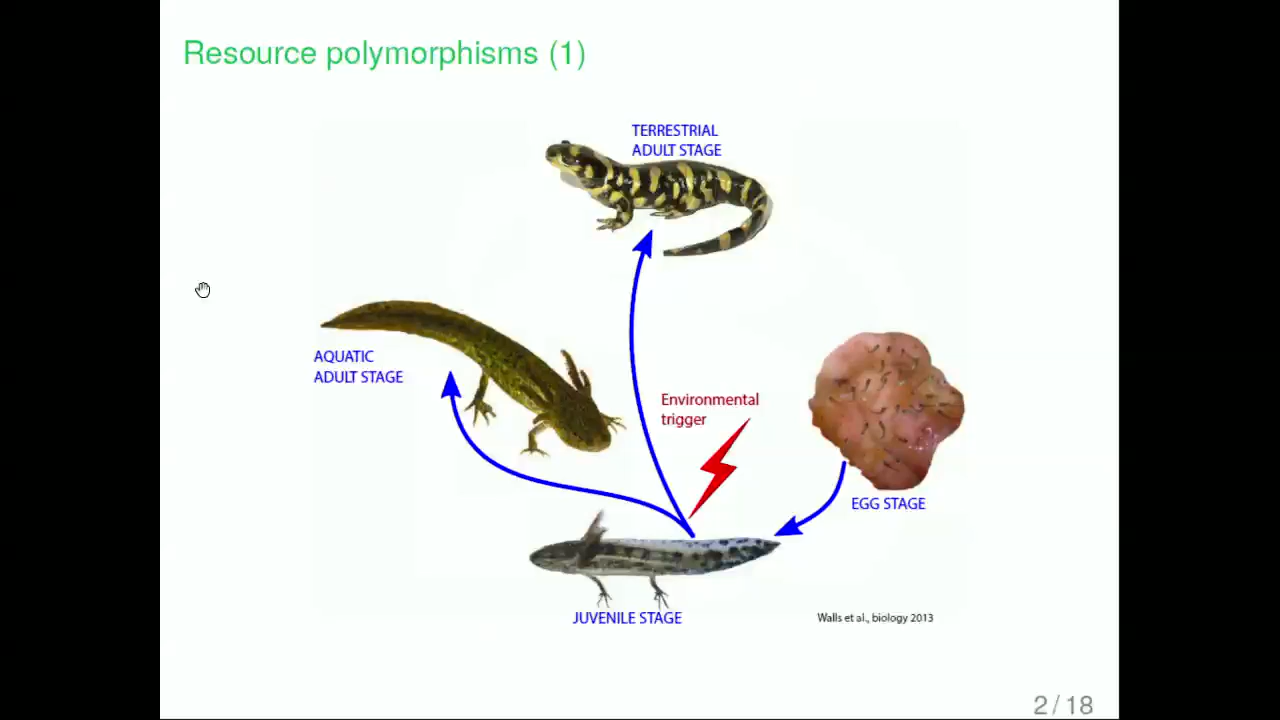 Resource polymorphisms (1)
TERRESTRIAL
ADULT STAGE
AQUATIC
ADULT STAGE
Environmental
trigger
EGG STAGE
JUVENILE STAGE
Walls et al., biology 2013
2 / 18